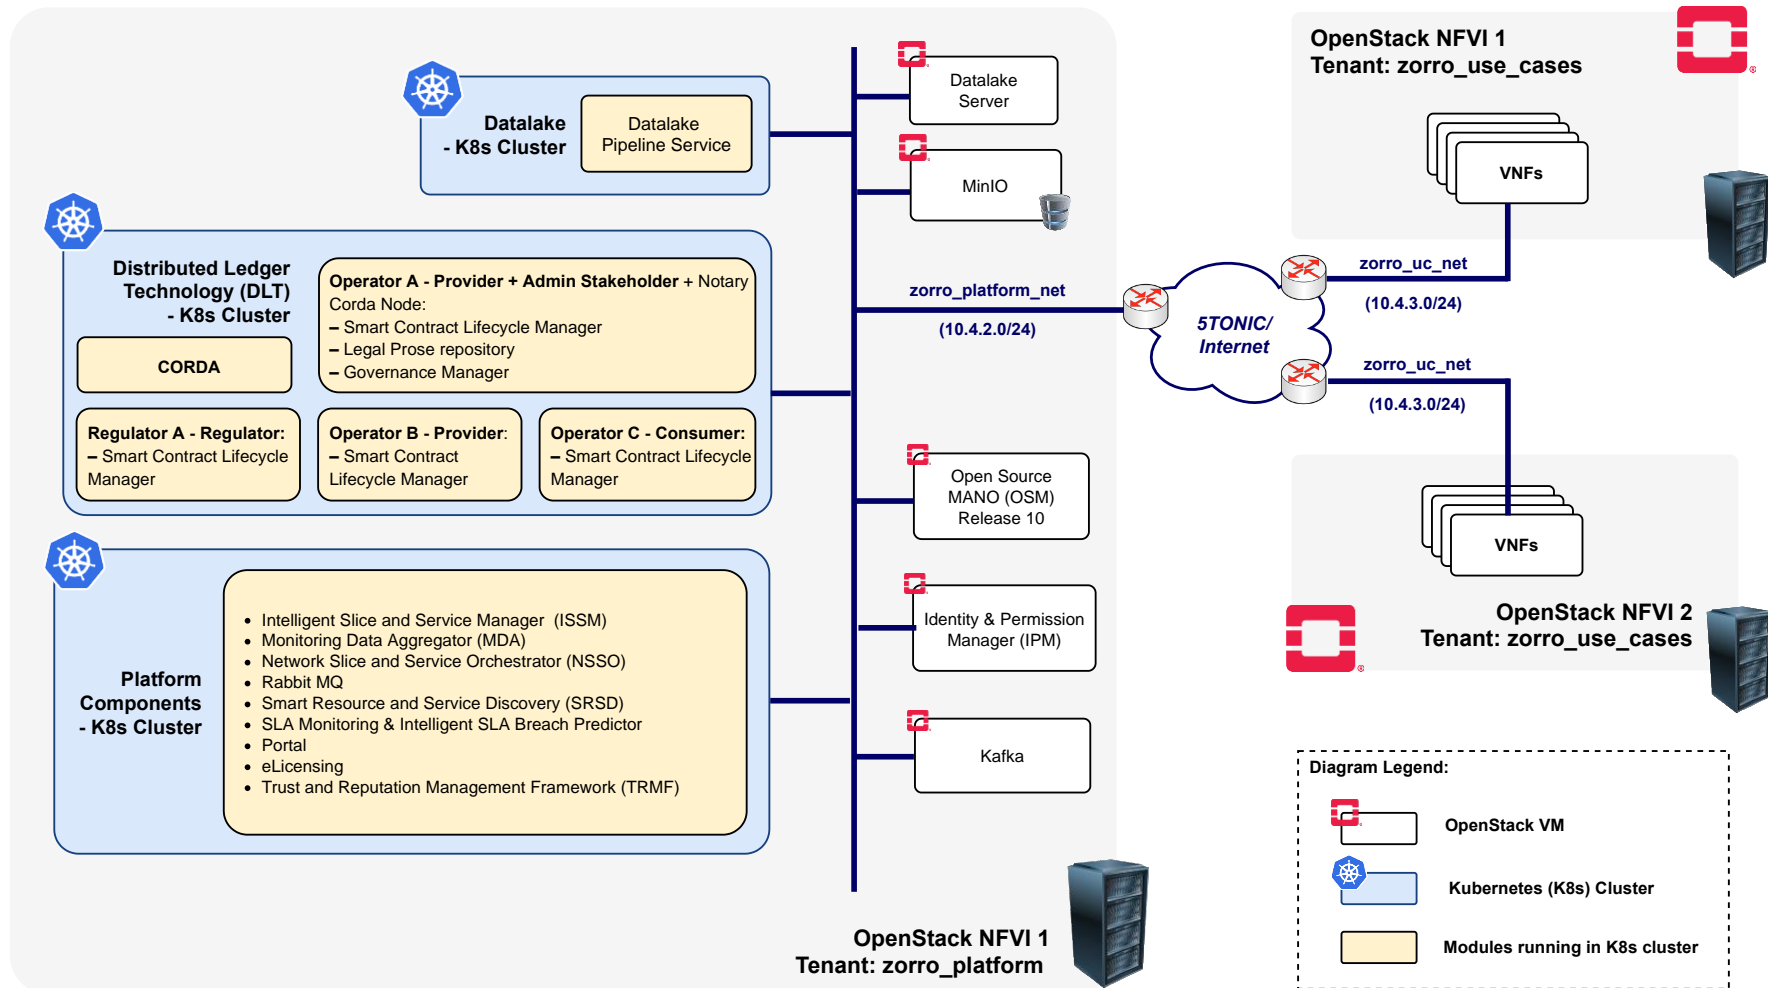 Datalake
- K8s Cluster
Datalake
Pipeline Service
Distributed Ledger
Technology (DLT)
- K8s Cluster
CORDA
Operator A - Provider + Admin Stakeholder + Notary
Corda Node:
– Smart Contract Lifecycle Manager
– Legal Prose repository
– Governance Manager
Regulator A - Regulator:
– Smart Contract Lifecycle
Manager
Operator B - Provider:
– Smart Contract
Lifecycle Manager
Operator C - Consumer:
– Smart Contract Lifecycle
Manager
Platform
Components
- K8s Cluster
• Intelligent Slice and Service Manager (ISSM)
• Monitoring Data Aggregator (MDA)
• Network Slice and Service Orchestrator (NSSO)
• Rabbit MQ
• Smart Resource and Service Discovery (SRSD)
• SLA Monitoring & Intelligent SLA Breach Predictor
• Portal
• eLicensing
• Trust and Reputation Management Framework (TRMF)
Datalake
Server
MinIO
zorro_platform_net
(10.4.2.0/24)
Open Source
MANO (OSM)
Release 10
Identity & Permission
Manager (IPM)
Kafka
OpenStack NFVI 1
Tenant: zorro_platform
5TONIC/
Internet
OpenStack NFVI 1
Tenant: zorro_use_cases
VNFs
zorro_uc_net
(10.4.3.0/24)
zorro_uc_net
(10.4.3.0/24)
VNFs
OpenStack NFVI 2
Tenant: zorro_use_cases
Diagram Legend:
OpenStack VM
Kubernetes (K8s) Cluster
Modules running in K8s cluster